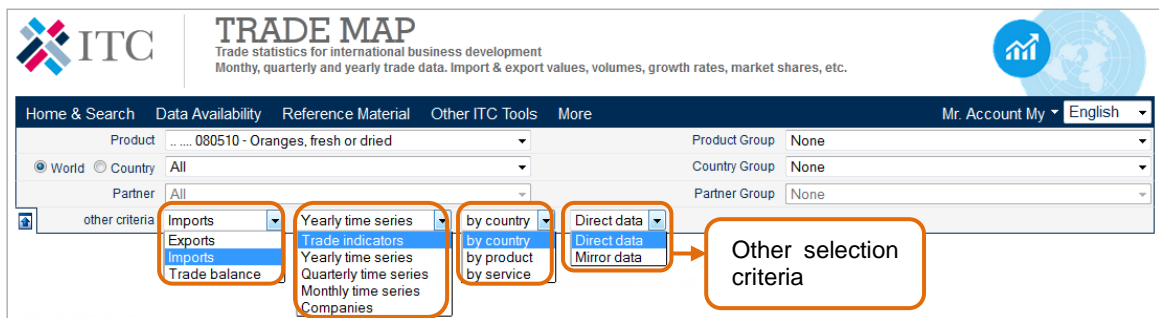 ITC
TRADE MAP
Trade statistics for international business development
Monthy, quarterly and yearly trade data. Import & export values, volumes, growth rates, market shares, etc.
Home & Search Data Availability Reference Material Other ITC Tools More Mr. Account My English
Product .. .... 080510 - Oranges, fresh or dried Product Group None
World Country All Country Group None
Partner All Partner Group None
other criteria Imports Yearly time series by country Direct data
Exports Trade indicators by country Direct data
Imports Yearly time series by product Mirror data
Trade balance Quarterly time series by service
Monthly time series
Companies
Other selection
criteria